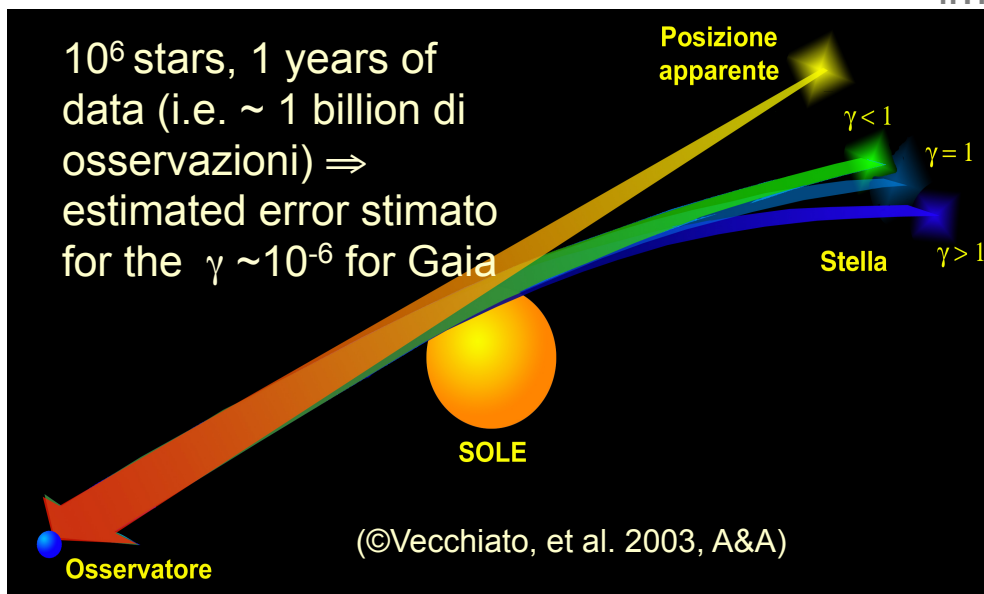 10⁶ stars, 1 years of
data (i.e. ~ 1 billion di
osservazioni) ⇒
estimated error stimato
for the γ ~10⁻⁶ for Gaia
Posizione
apparente
γ < 1
γ = 1
γ > 1
Stella
SOLE
(©Vecchiato, et al. 2003, A&A)
Osservatore